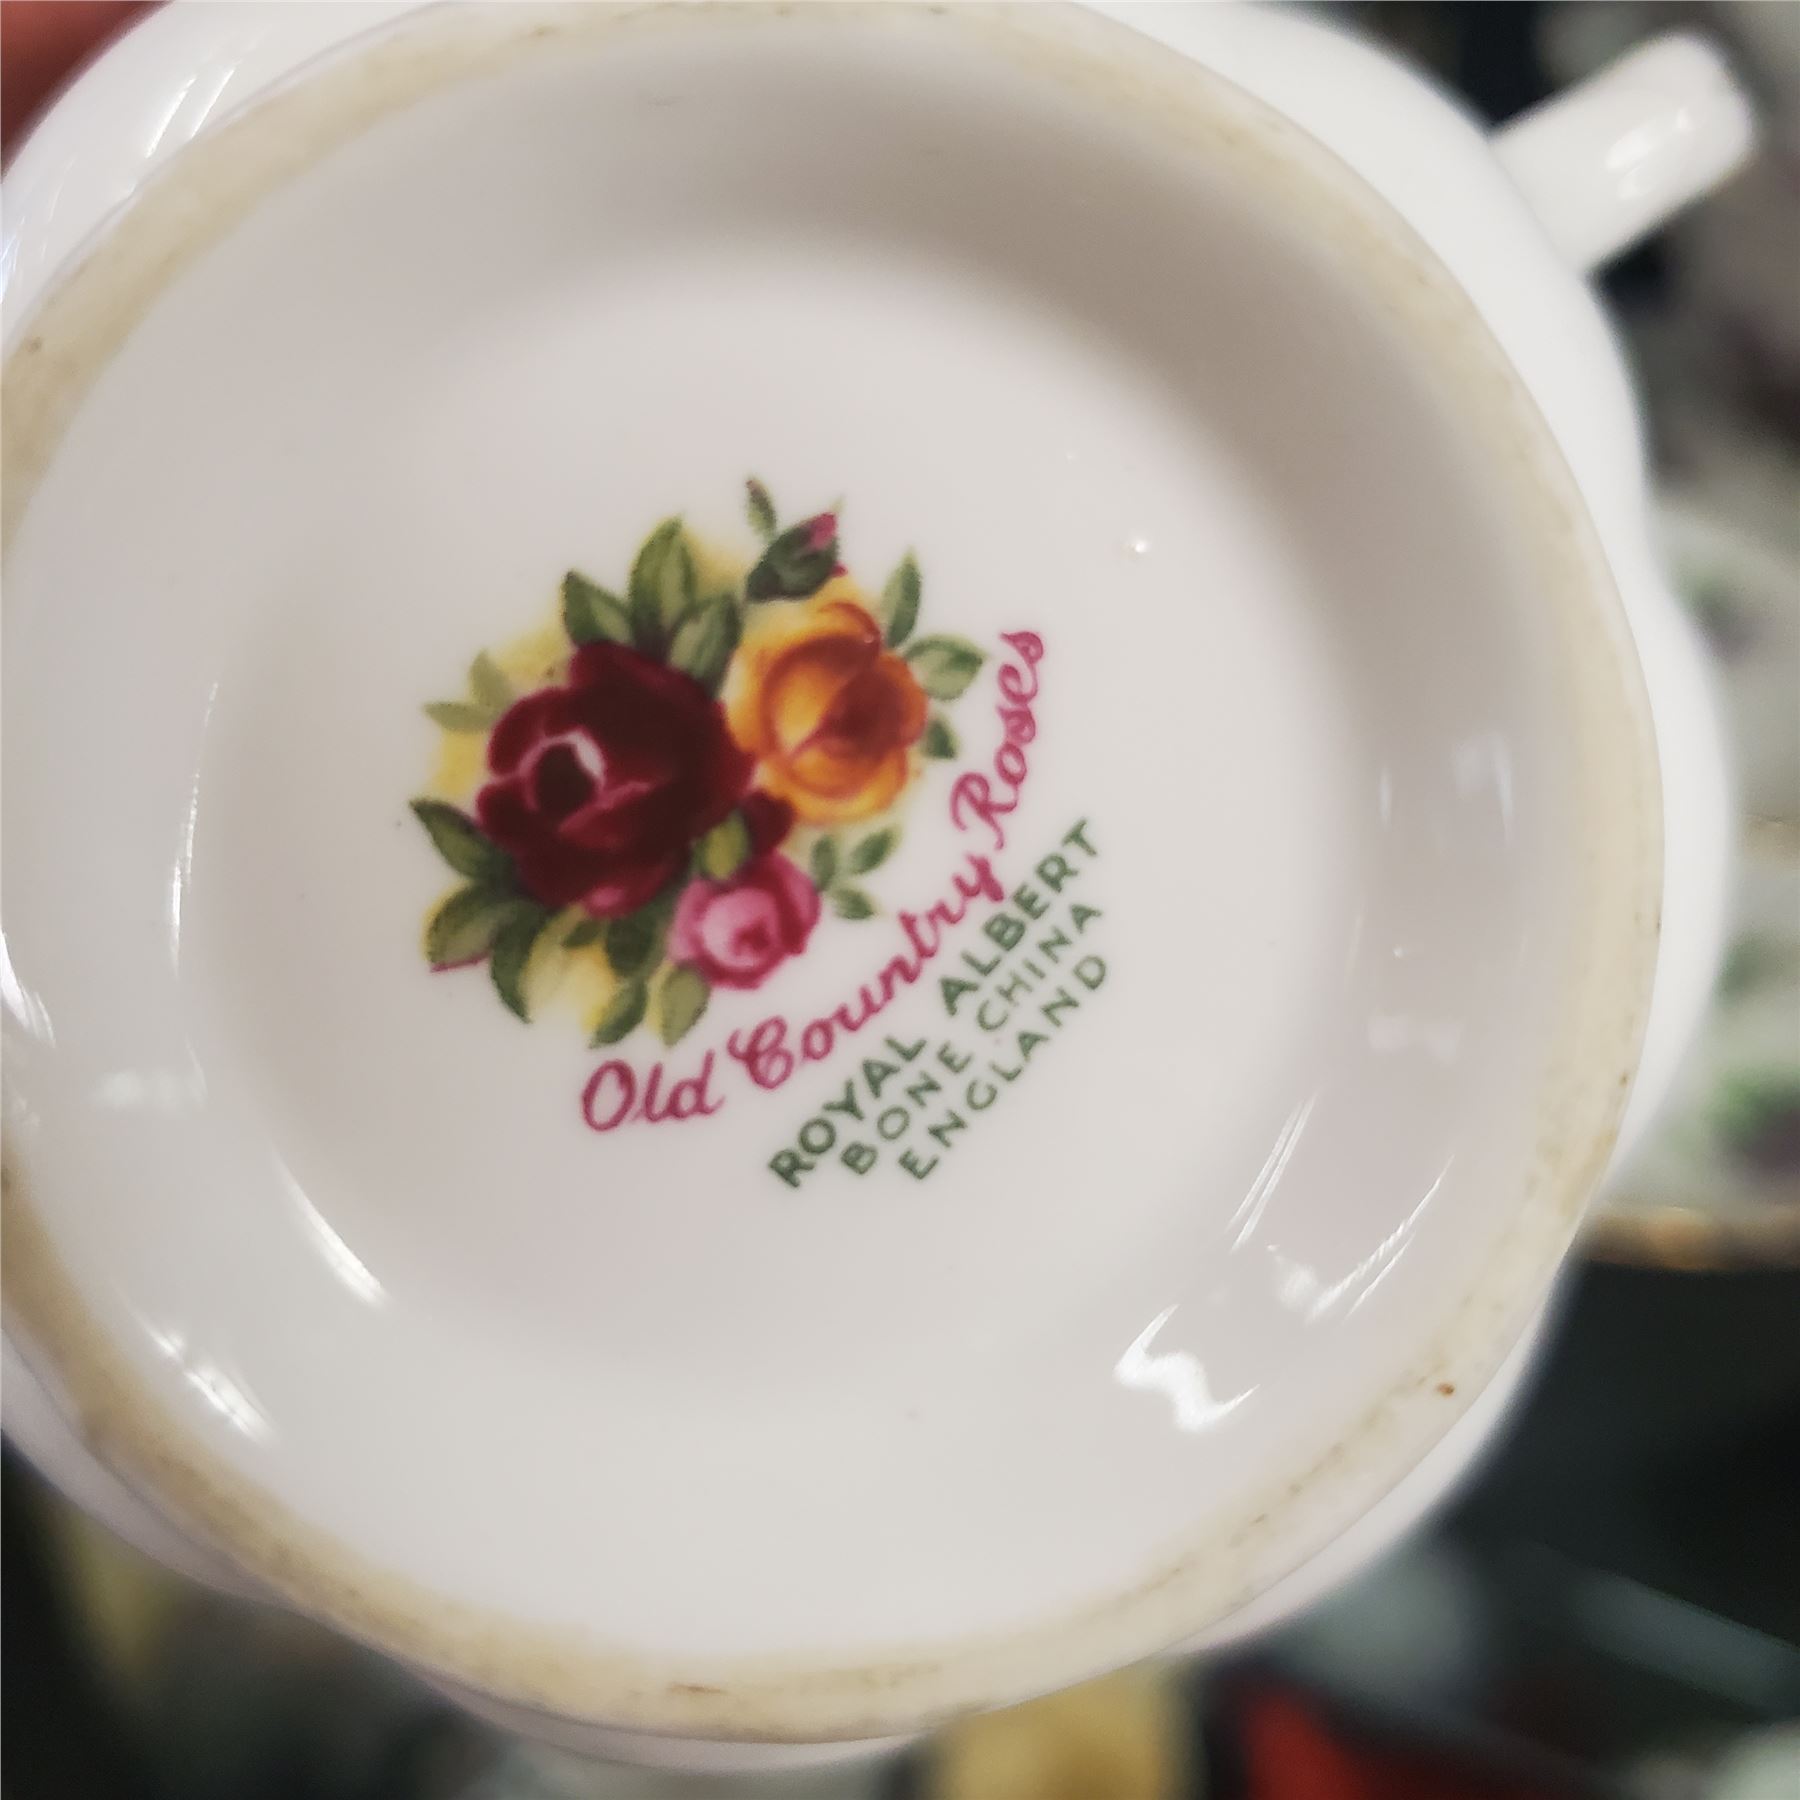 Old Country Roses
ROYAL ALBERT
BONE CHINA
ENGLAND